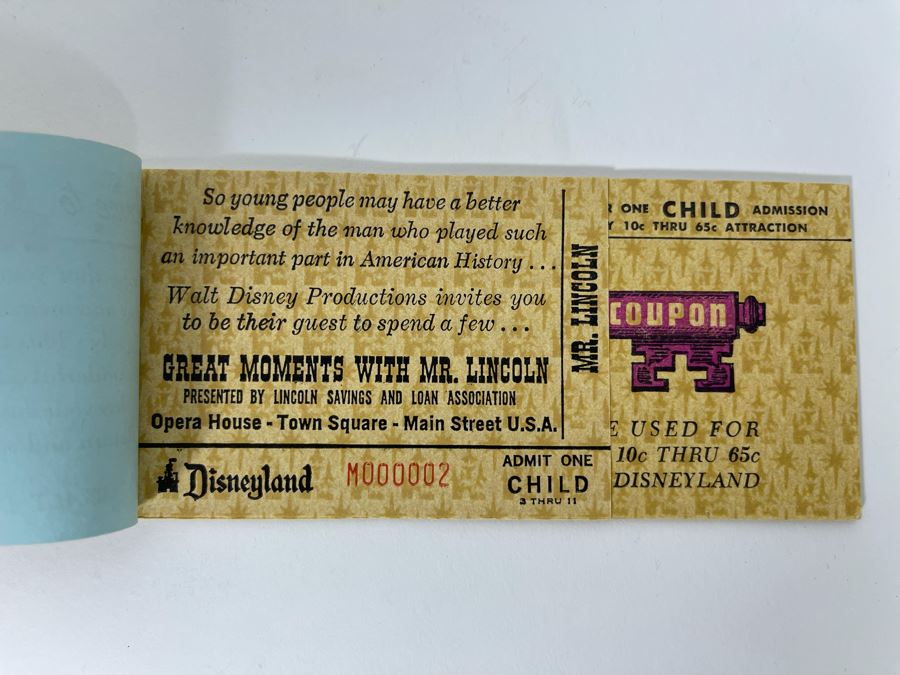 So young people may have a better
knowledge of the man who played such
an important part in American History . . .
Walt Disney Productions invites you
to be their guest to spend a few . . .
GREAT MOMENTS WITH MR. LINCOLN
PRESENTED BY LINCOLN SAVINGS AND LOAN ASSOCIATION
Opera House - Town Square - Main Street U.S.A.
MR. LINCOLN
Disneyland
M000002
ADMIT ONE
CHILD
3 THRU 11
ONE CHILD ADMISSION
10c THRU 65c ATTRACTION
COUPON
USED FOR
10c THRU 65c
DISNEYLAND